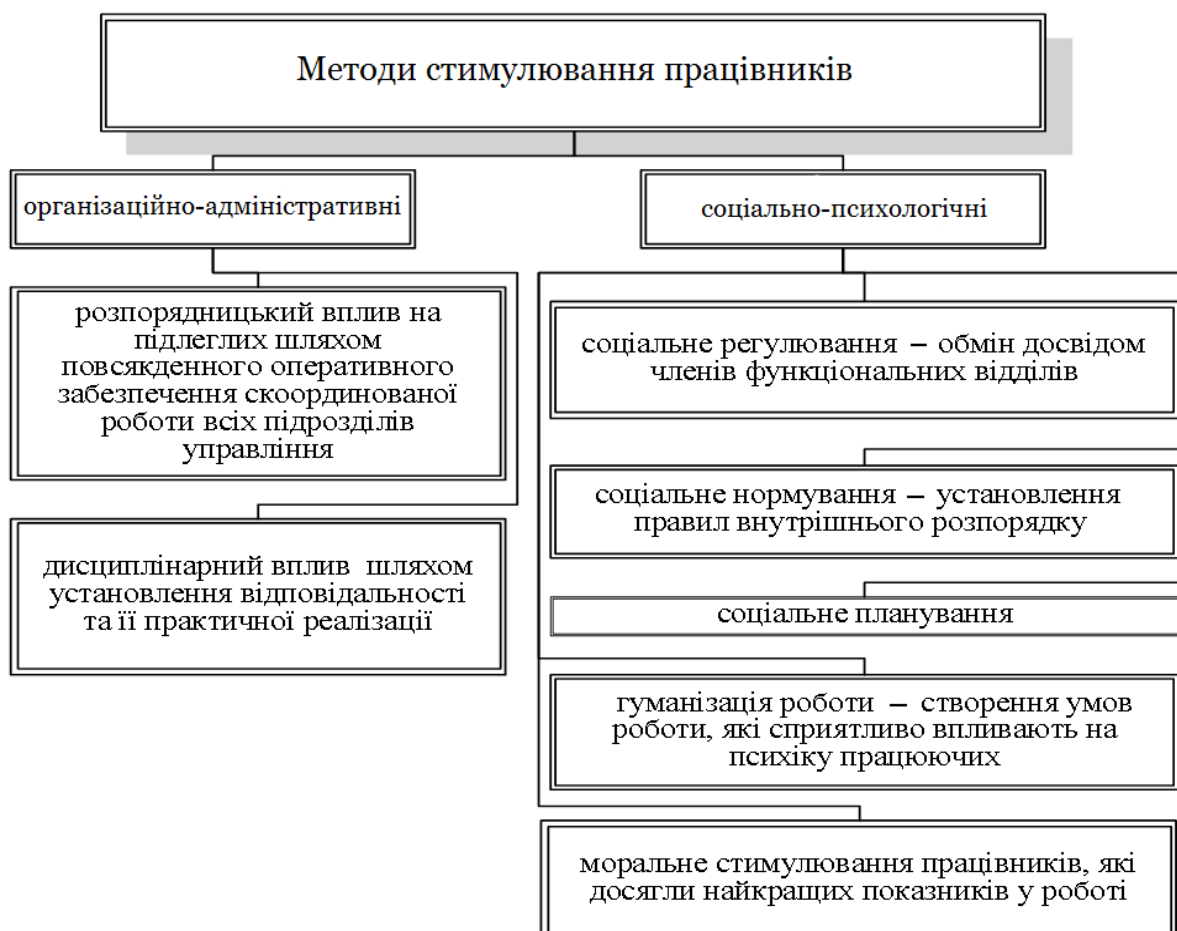 Методи стимулювання працівників
організаційно-адміністративні
розпорядницький вплив на
підлеглих шляхом
повсякденного оперативного
забезпечення скоординованої
роботи всіх підрозділів
управління
дисциплінарний вплив шляхом
установлення відповідальності
та її практичної реалізації
соціально-психологічні
соціальне регулювання – обмін досвідом
членів функціональних відділів
соціальне нормування – установлення
правил внутрішнього розпорядку
соціальне планування
гуманізація роботи – створення умов
роботи, які сприятливо впливають на
психіку працюючих
моральне стимулювання працівників, які
досягли найкращих показників у роботі